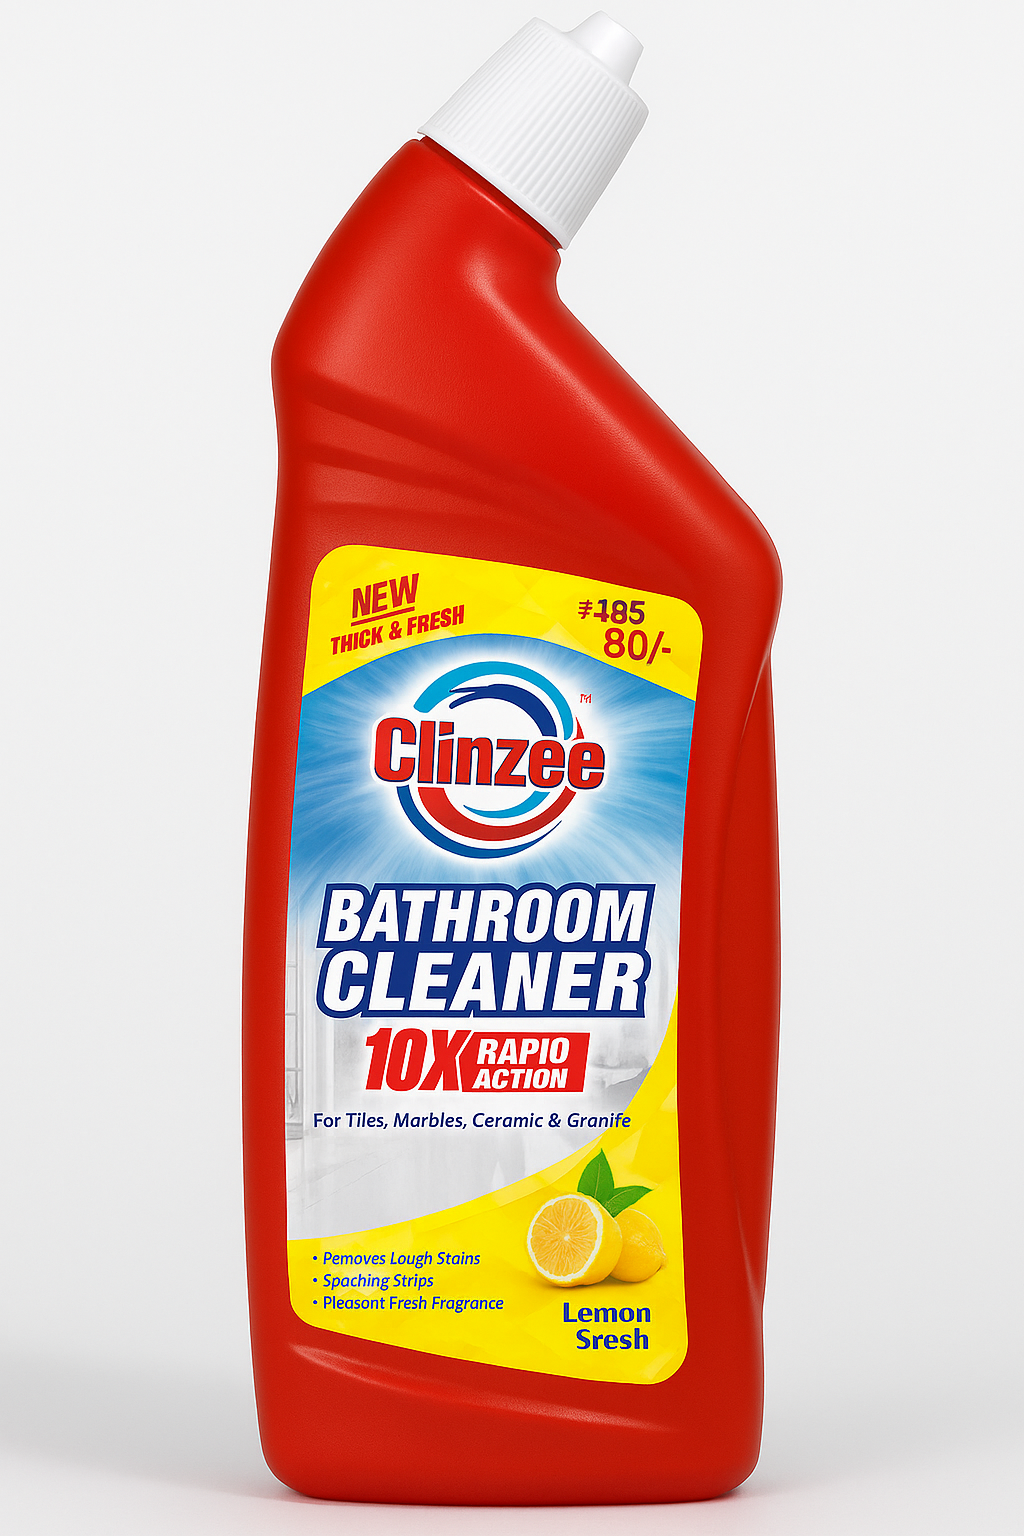 NEW
THICK & FRESH
₹185
80/-
Clinzee
TM
BATHROOM
CLEANER
10X RAPIO
ACTION
For Tiles, Marbles, Ceramic & Granife
• Pemoves Lough Stains
• Spaching Strips
• Pleasont Fresh Fragrance
Lemon
Sresh